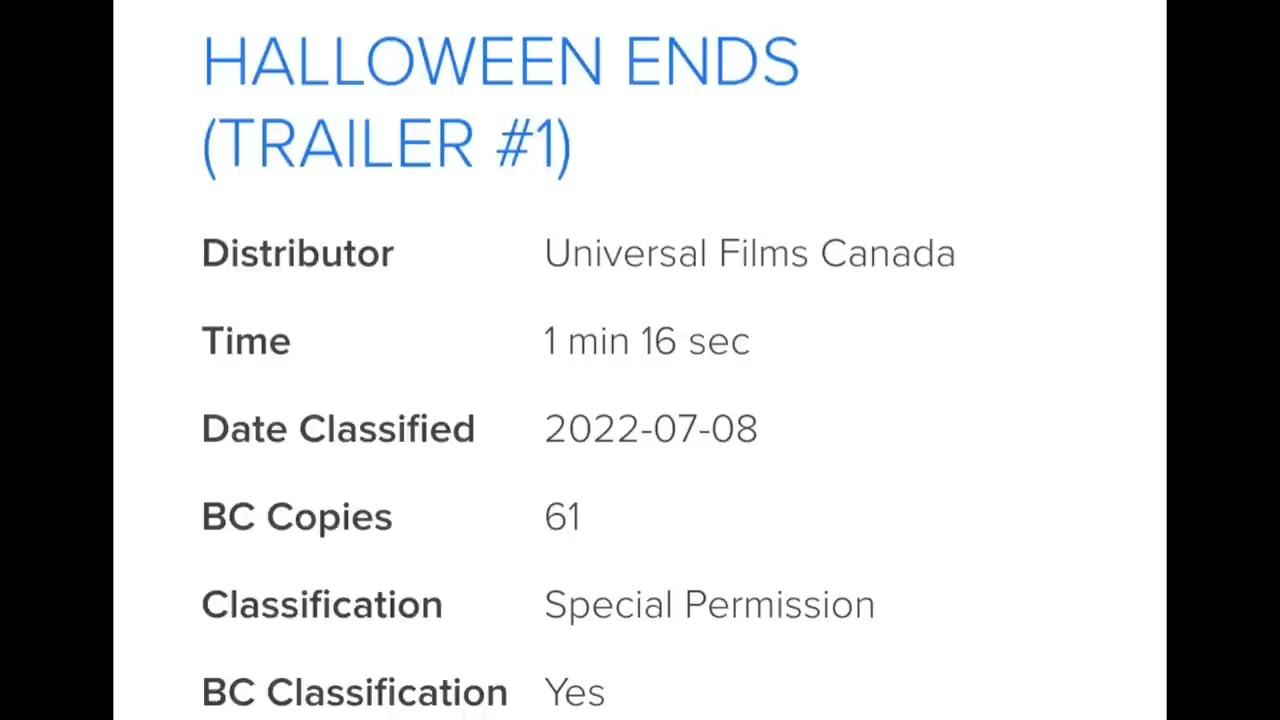 HALLOWEEN ENDS
(TRAILER #1)
Distributor Universal Films Canada
Time 1 min 16 sec
Date Classified 2022-07-08
BC Copies 61
Classification Special Permission
BC Classification Yes